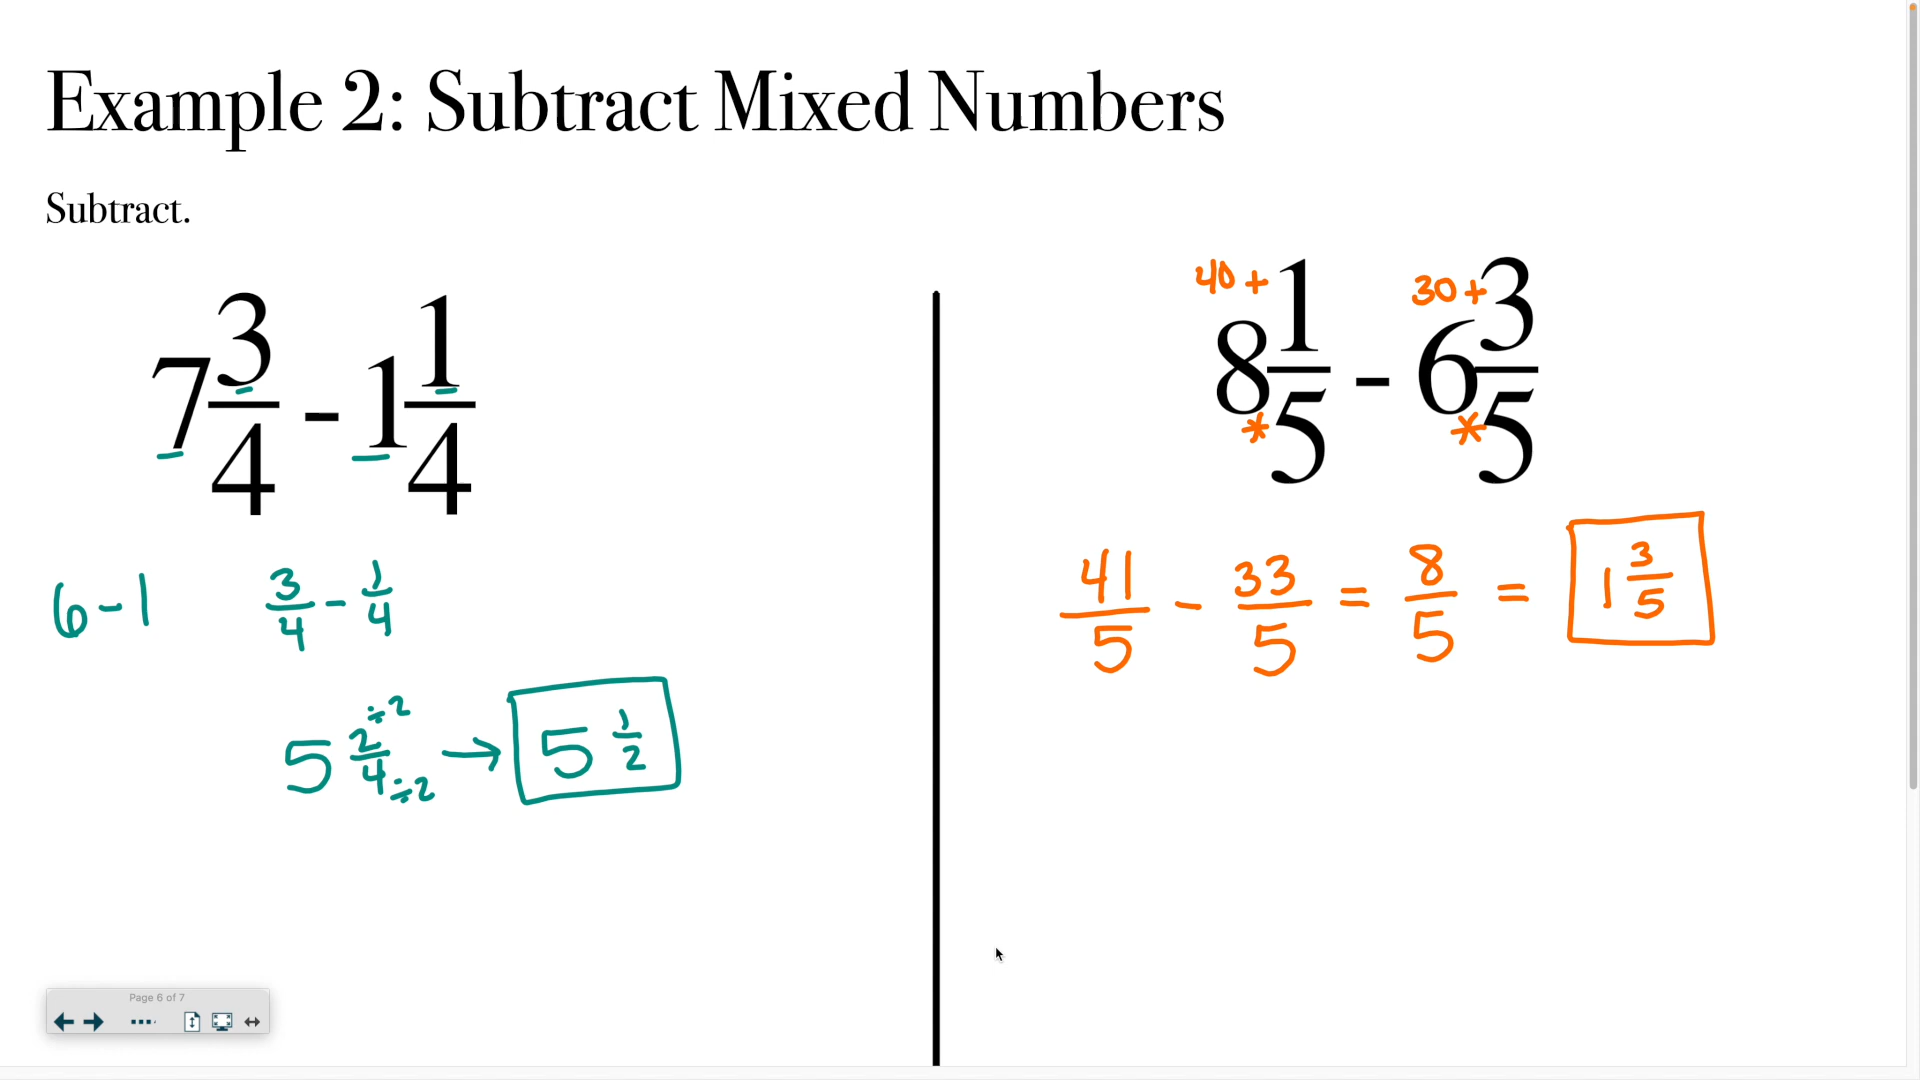 Example 2: Subtract Mixed Numbers
Subtract.
7 3/4 - 1 1/4
6 - 1 3/4 - 1/4
5 2/4 ÷2 ÷2 → 5 1/2
40 + 30 +
8 1/5 - 6 3/5
* *
41/5 - 33/5 = 8/5 = 1 3/5
Page 6 of 7